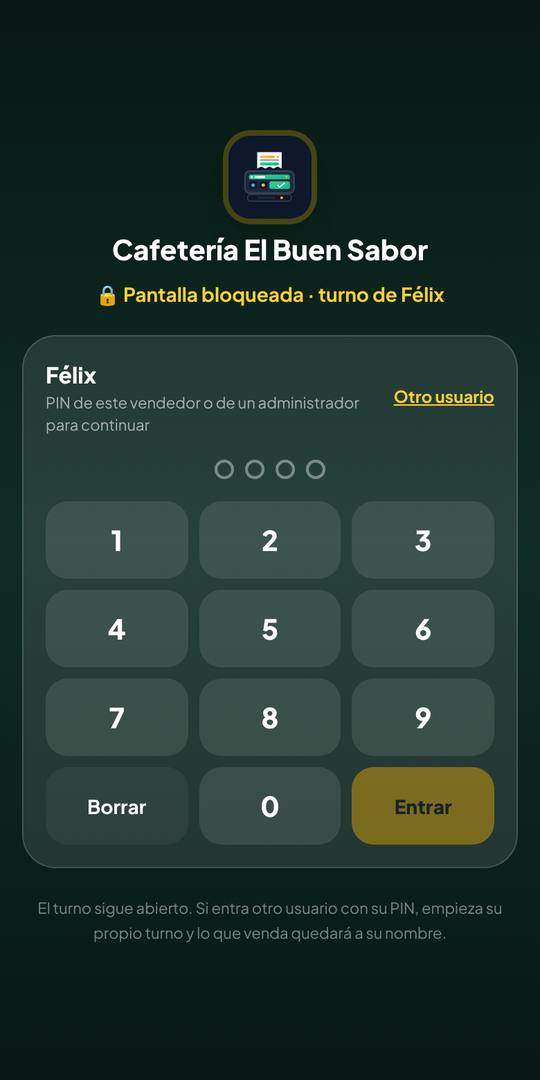 Cafetería El Buen Sabor
🔒 Pantalla bloqueada · turno de Félix
Félix
PIN de este vendedor o de un administrador
para continuar
Otro usuario
1 2 3
4 5 6
7 8 9
Borrar 0 Entrar
El turno sigue abierto. Si entra otro usuario con su PIN, empieza su
propio turno y lo que venda quedará a su nombre.